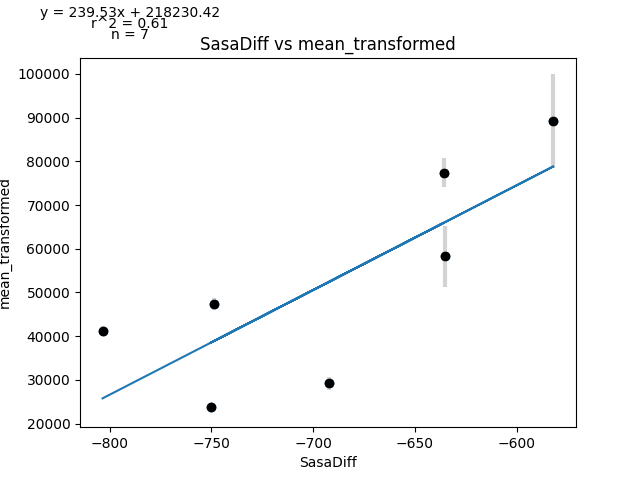 y = 239.53x + 218230.42
r^2 = 0.61
n = 7
SasaDiff vs mean_transformed
100000
90000
80000
70000
60000
50000
40000
30000
20000
mean_transformed
−800
−750
−700
−650
−600
SasaDiff